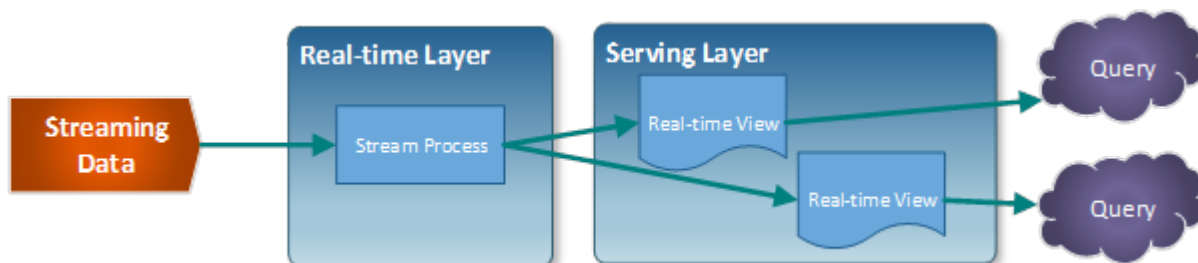 Real-time Layer
Serving Layer
Streaming
Data
Stream Process
Real-time View
Real-time View
Query
Query